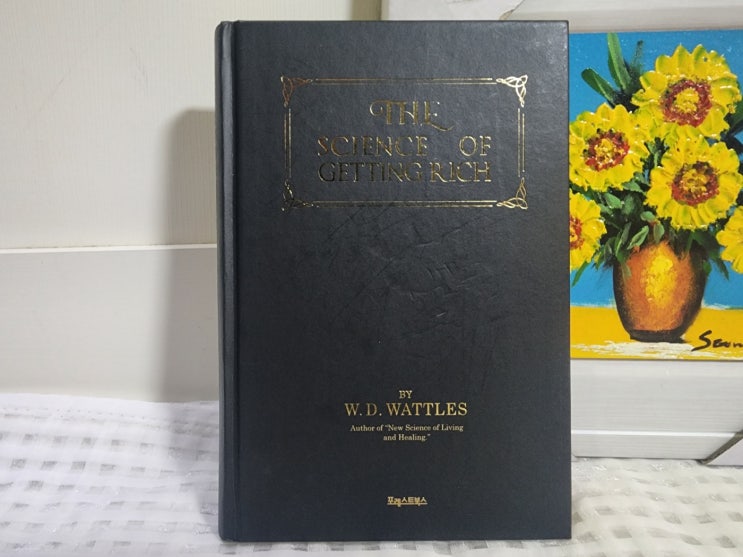 THE
SCIENCE OF
GETTING RICH
BY
W. D. WATTLES
Author of "New Science of Living
and Healing."
포레스트북스